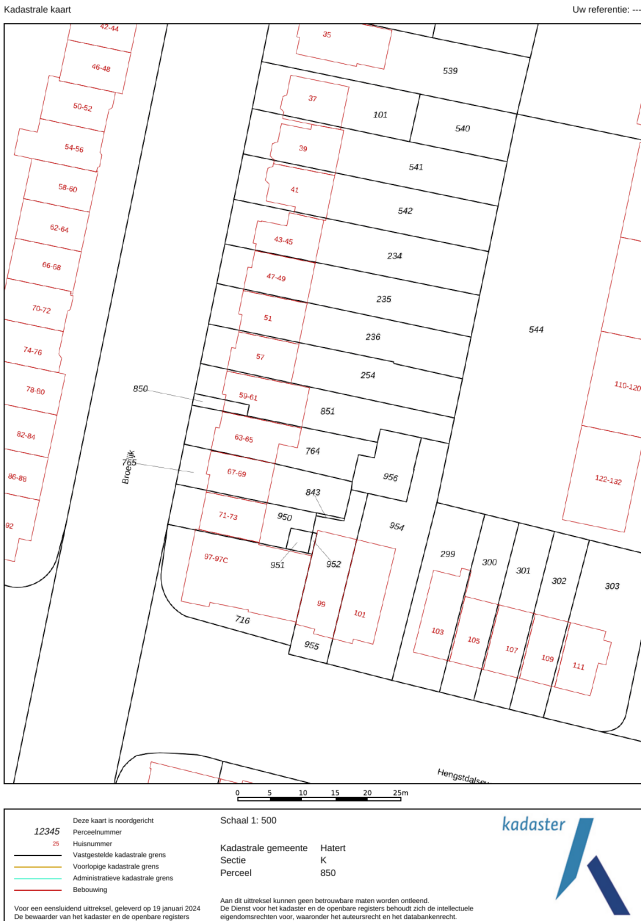 Kadastrale kaart
Uw referentie: ---
42-44
35
46-48
539
37
50-52
101
540
54-56
39
541
58-60
41
542
62-64
43-45
234
66-68
47-49
235
70-72
51
236
544
74-76
57
254
78-80
850
59-61
851
110-120
82-84
63-65
764
Broerdijk
765
67-69
956
86-86
122-132
843
71-73
950
954
92
951
952
97-97C
299
300
301
302
303
99
101
716
955
103
105
107
109
111
0 5 10 15 20 25m
12345
25
Deze kaart is noordgericht
Perceelnummer
Huisnummer
Vastgestelde kadastrale grens
Voorlopige kadastrale grens
Administratieve kadastrale grens
Bebouwing
Voor een eensluidend uittreksel, geleverd op 19 januari 2024
De bewaarder van het kadaster en de openbare registers
Schaal 1: 500
Kadastrale gemeente Hatert
Sectie K
Perceel 850
Aan dit uittreksel kunnen geen betrouwbare maten worden ontleend.
De Dienst voor het kadaster en de openbare registers behoudt zich de intellectuele
eigendomsrechten voor, waaronder het auteursrecht en het databankenrecht.
kadaster